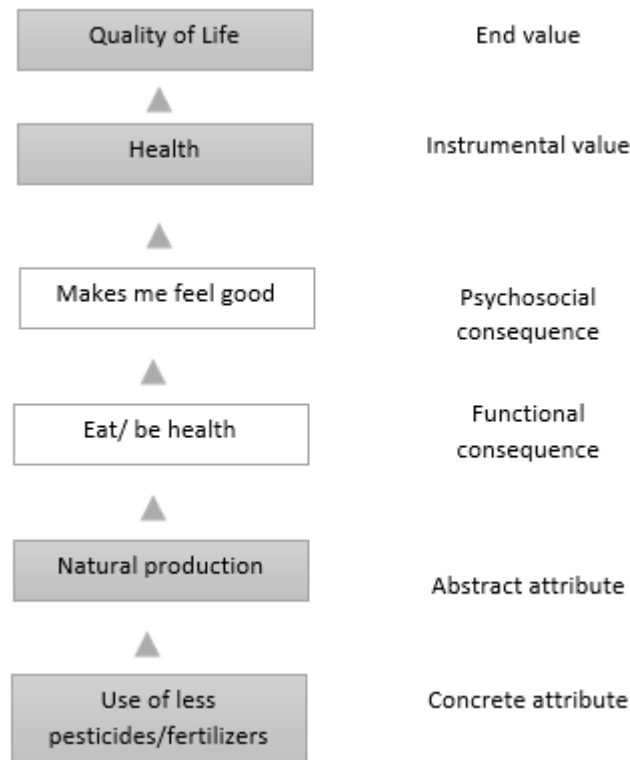 Quality of Life
End value
Health
Instrumental value
Makes me feel good
Psychosocial
consequence
Eat/ be health
Functional
consequence
Natural production
Abstract attribute
Use of less
pesticides/fertilizers
Concrete attribute